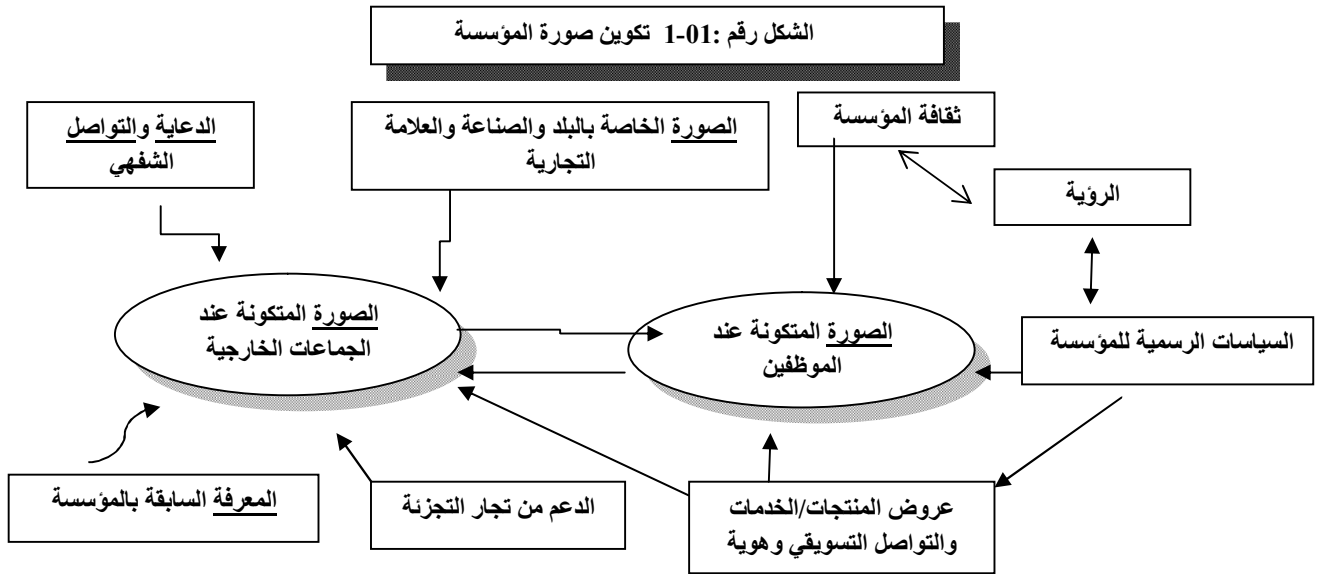 الشكل رقم :01-1 تكوين صورة المؤسسة
ثقافة المؤسسة
الصورة الخاصة بالبلد والصناعة والعلامة
التجارية
الدعاية والتواصل
الشفهي
الرؤية
السياسات الرسمية للمؤسسة
الصورة المتكونة عند
الموظفين
الصورة المتكونة عند
الجماعات الخارجية
عروض المنتجات/الخدمات
والتواصل التسويقي وهوية
الدعم من تجار التجزئة
المعرفة السابقة بالمؤسسة